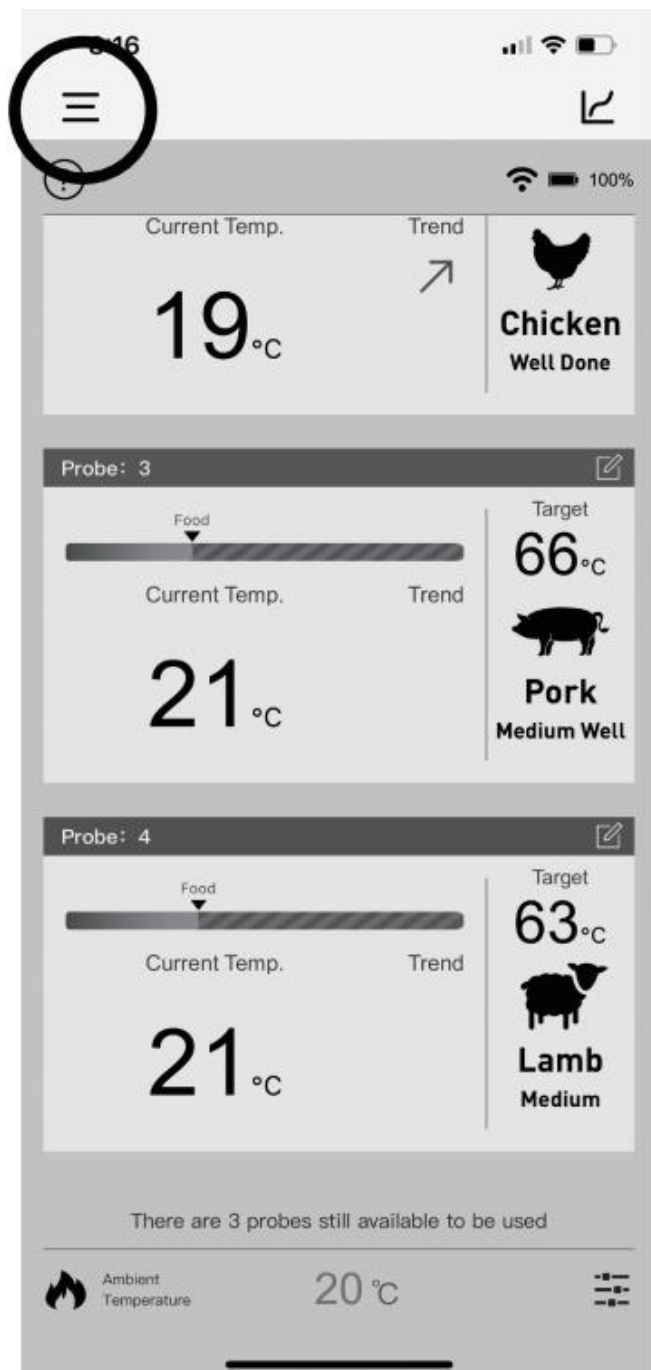 100%
Current Temp.
Trend
19°C
Chicken
Well Done
Probe: 3
Food
Current Temp.
Trend
21°C
Target
66°C
Pork
Medium Well
Probe: 4
Food
Current Temp.
Trend
21°C
Target
63°C
Lamb
Medium
There are 3 probes still available to be used
Ambient
Temperature
20 °C